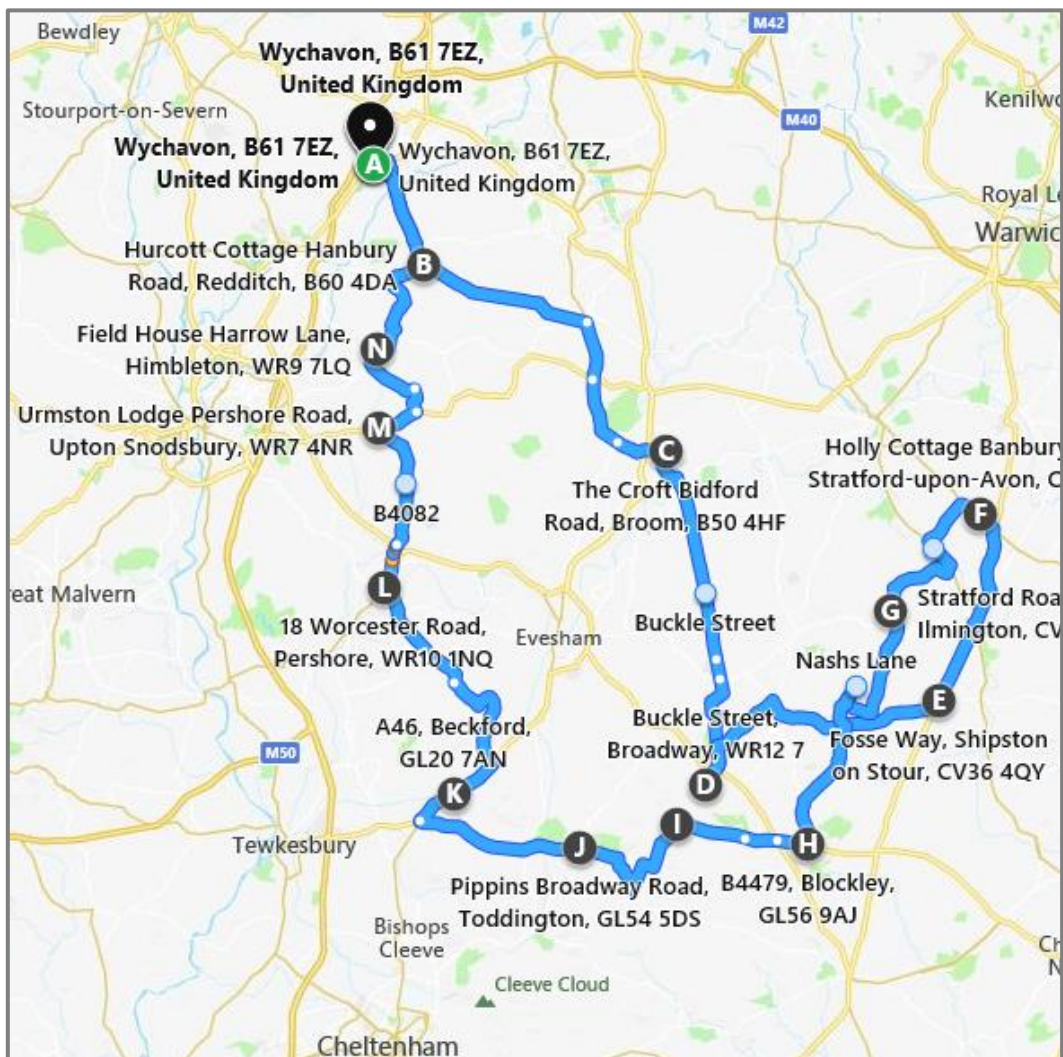 Bewdley
M42
Wychavon, B61 7EZ,
United Kingdom
Stourport-on-Severn
Kenilw
M40
Wychavon, B61 7EZ,
United Kingdom
A
Wychavon, B61 7EZ,
United Kingdom
Royal Le
Warwic
Hurcott Cottage Hanbury
Road, Redditch, B60 4DA
B
Field House Harrow Lane,
Himbleton, WR9 7LQ
N
Urmston Lodge Pershore Road,
Upton Snodsbury, WR7 4NR
M
C
Holly Cottage Banbury
Stratford-upon-Avon, C
The Croft Bidford
Road, Broom, B50 4HF
F
B4082
L
reat Malvern
G
Stratford Roa
Ilmington, CV
18 Worcester Road,
Pershore, WR10 1NQ
Evesham
Buckle Street
Nashs Lane
E
A46, Beckford,
GL20 7AN
Buckle Street,
Broadway, WR12 7
Fosse Way, Shipston
on Stour, CV36 4QY
M50
D
K
I
Tewkesbury
J
H
Pippins Broadway Road,
Toddington, GL54 5DS
B4479, Blockley,
GL56 9AJ
Bishops
Cleeve
Ch
N
Cleeve Cloud
Cheltenham